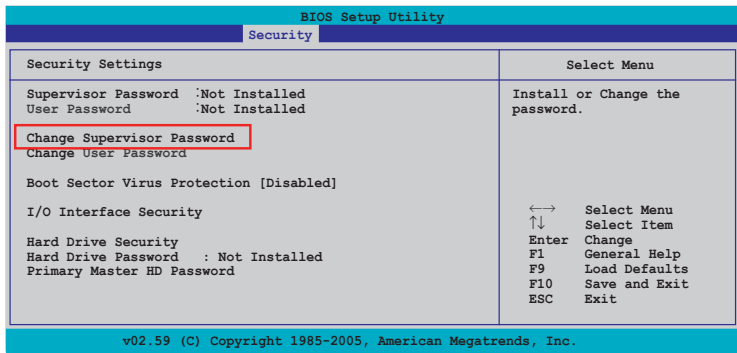 BIOS Setup Utility
Security
Security Settings
Select Menu
Supervisor Password :Not Installed
User Password :Not Installed
Install or Change the
password.
Change Supervisor Password
Change User Password
Boot Sector Virus Protection [Disabled]
I/O Interface Security
Hard Drive Security
Hard Drive Password : Not Installed
Primary Master HD Password
←→ Select Menu
↑↓ Select Item
Enter Change
F1 General Help
F9 Load Defaults
F10 Save and Exit
ESC Exit
v02.59 (C) Copyright 1985-2005, American Megatrends, Inc.